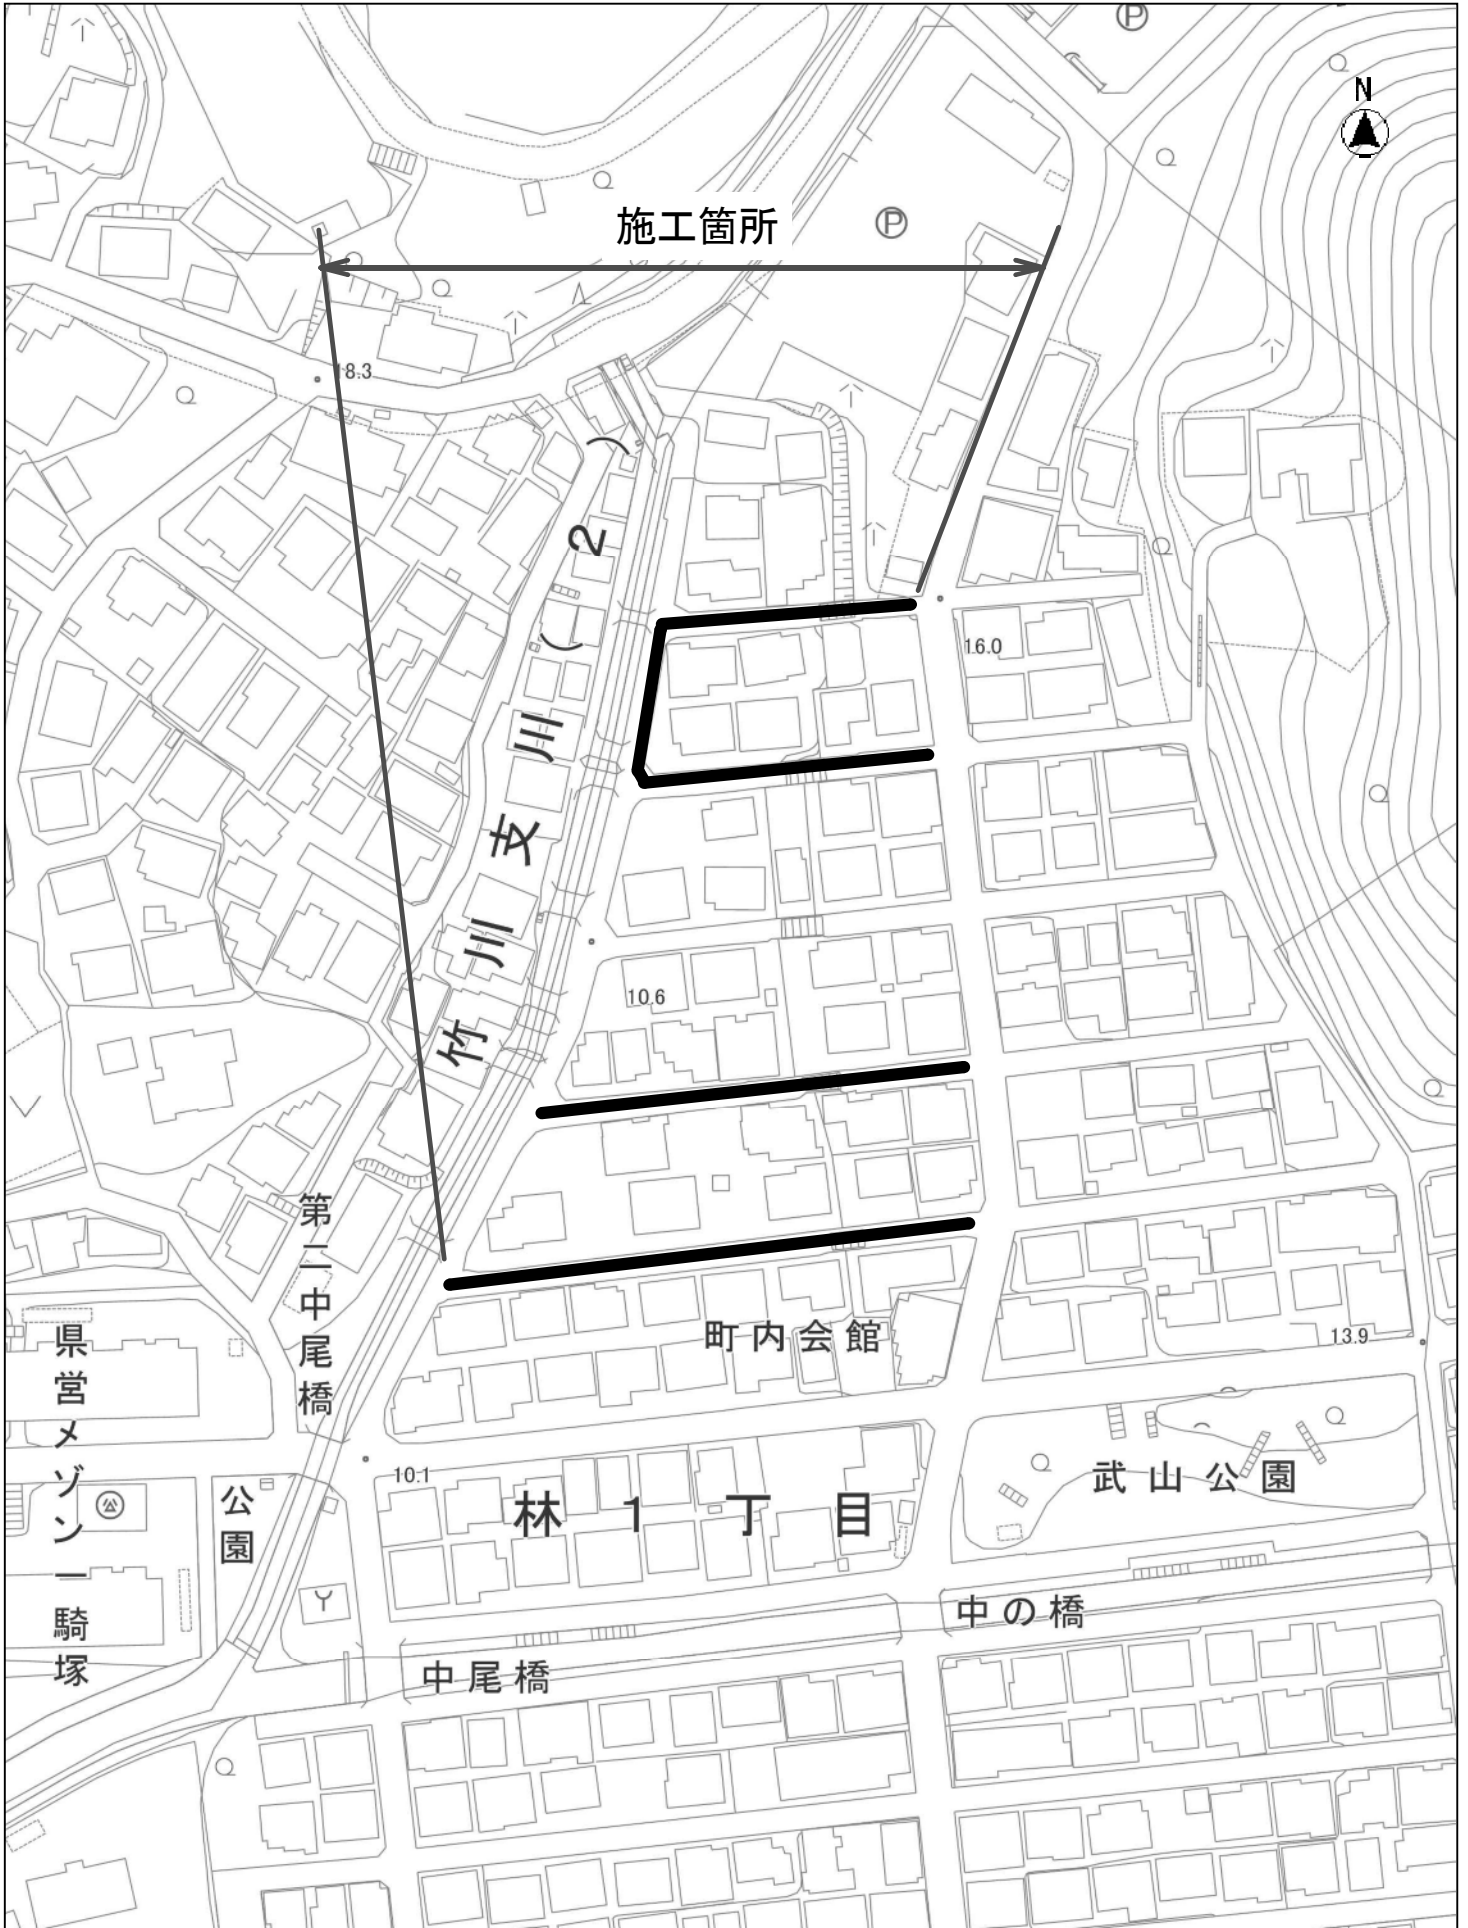 N
施工箇所
18.3
竹川支川(2)
16.0
10.6
第二中尾橋
町内会館
13.9
県営メゾン一騎塚
10.1
公園
林1丁目
武山公園
中の橋
中尾橋